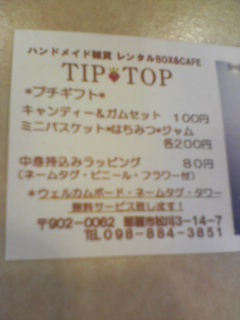 ハンドメイド雑貨 レンタルBOX&CAFE
TIP TOP
*プチギフト*
キャンディー&ガムセット 100円
ミニバスケット*はちみつ*ジャム
各200円
中身持込みラッピング 80円
(ネームタグ・ビニール・フラワー付)
*ウェルカムボード・ネームタグ・タワー
無料サービス致します!
〒902-0062 那覇市松川3-14-7
TEL 098-884-3851